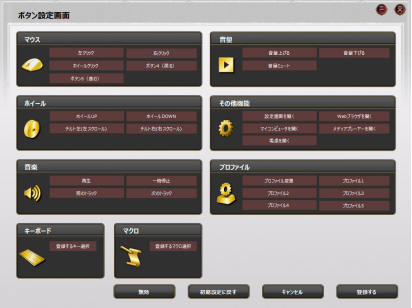 ボタン設定画面
マウス
左クリック 右クリック
ホイールクリック ボタン4（戻る）
ボタン5（進む）
音量
音量上げる 音量下げる
音量ミュート
ホイール
ホイールUP ホイールDOWN
チルト左(左スクロール) チルト右(右スクロール)
その他機能
設定画面を開く Webブラウザを開く
マイコンピュータを開く メディアプレーヤーを開く
電卓を開く
音楽
再生 一時停止
前のトラック 次のトラック
プロファイル
プロファイル変更 プロファイル1
プロファイル2 プロファイル3
プロファイル4 プロファイル5
キーボード
登録するキー選択
マクロ
登録するマクロ選択
無効 初期設定に戻す キャンセル 登録する